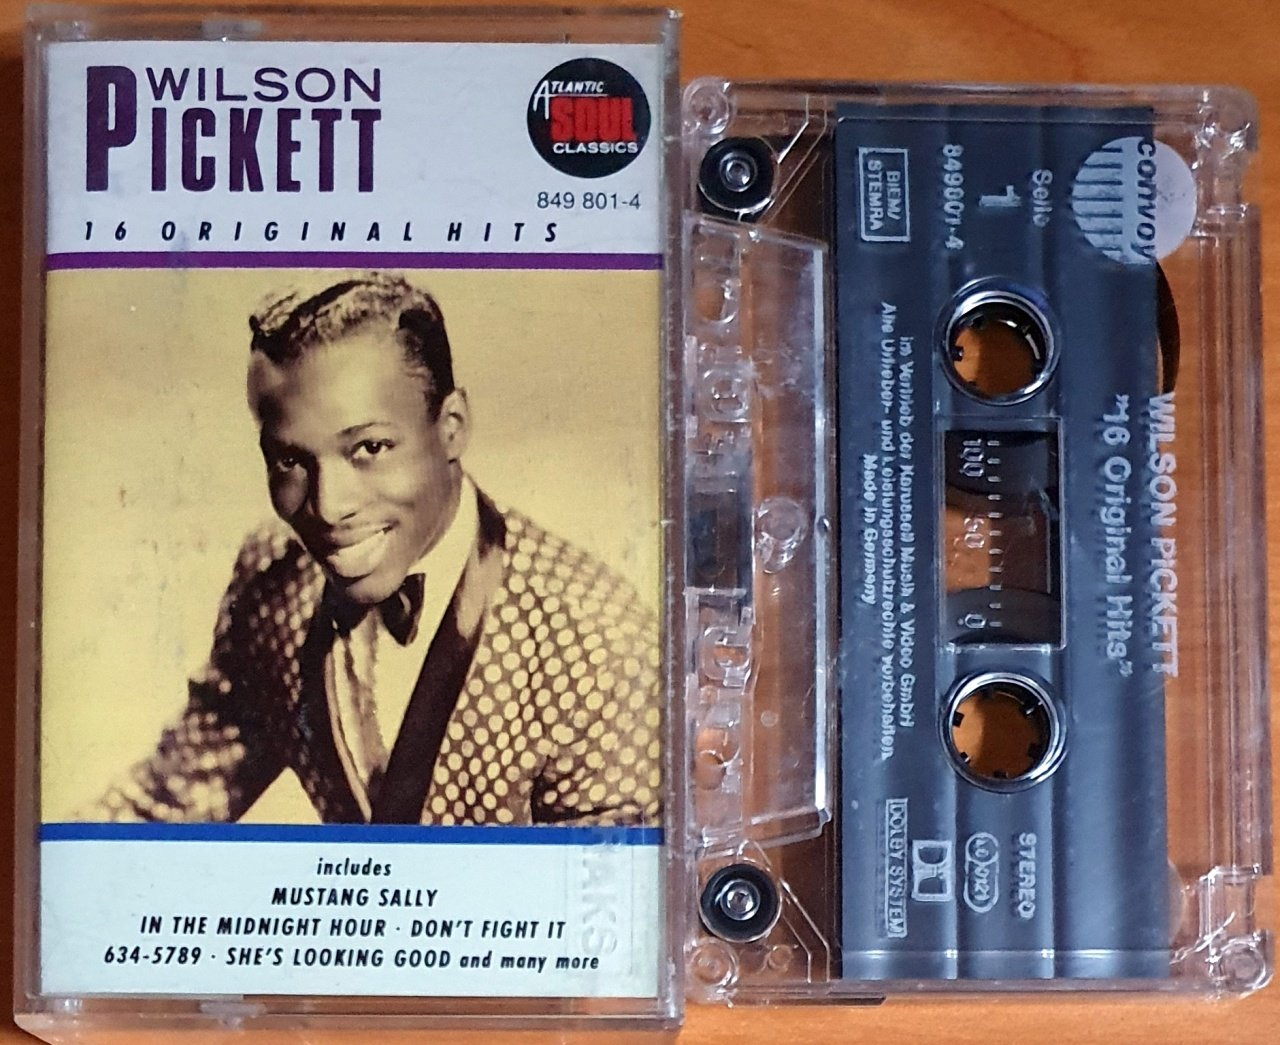 WILSON
PICKETT
ATLANTIC
SOUL
CLASSICS
849 801-4
16 ORIGINAL HITS
includes
MUSTANG SALLY
IN THE MIDNIGHT HOUR · DON'T FIGHT IT
634-5789 · SHE'S LOOKING GOOD and many more
RAKS
convoy
WILSON PICKETT
"16 Original Hits"
Seite
1
849801-4
BIEM/
STEMRA
100 50 0
STEREO
LC 0121
DOLBY SYSTEM
im Vertrieb der Karussell Musik & Video GmbH
Alle Urheber- und Leistungsschutzrechte vorbehalten
Made in Germany